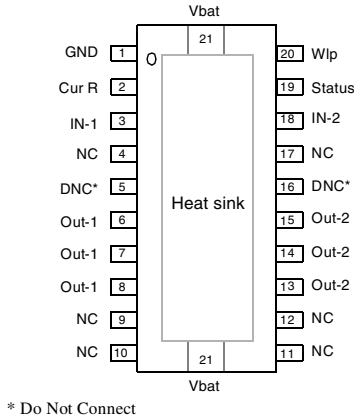 Vbat
21
GND 1 20 Wlp
Cur R 2 19 Status
IN-1 3 18 IN-2
NC 4 17 NC
DNC* 5 16 DNC*
Heat sink
Out-1 6 15 Out-2
Out-1 7 14 Out-2
Out-1 8 13 Out-2
NC 9 12 NC
NC 10 11 NC
21
Vbat
* Do Not Connect